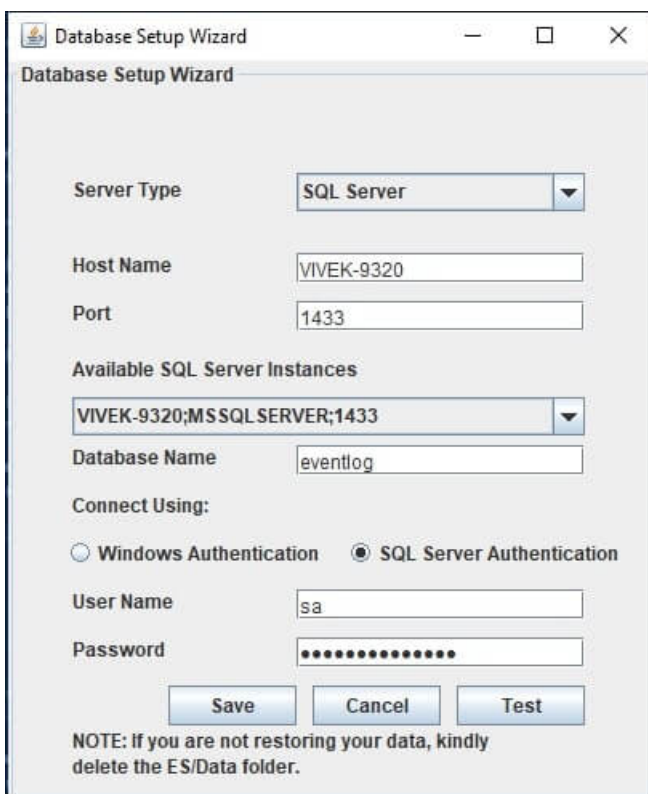 Database Setup Wizard
Database Setup Wizard
Server Type
SQL Server
Host Name
VIVEK-9320
Port
1433
Available SQL Server Instances
VIVEK-9320;MSSQLSERVER;1433
Database Name
eventlog
Connect Using:
Windows Authentication
SQL Server Authentication
User Name
sa
Password
••••••••••••••
Save
Cancel
Test
NOTE: If you are not restoring your data, kindly
delete the ES/Data folder.